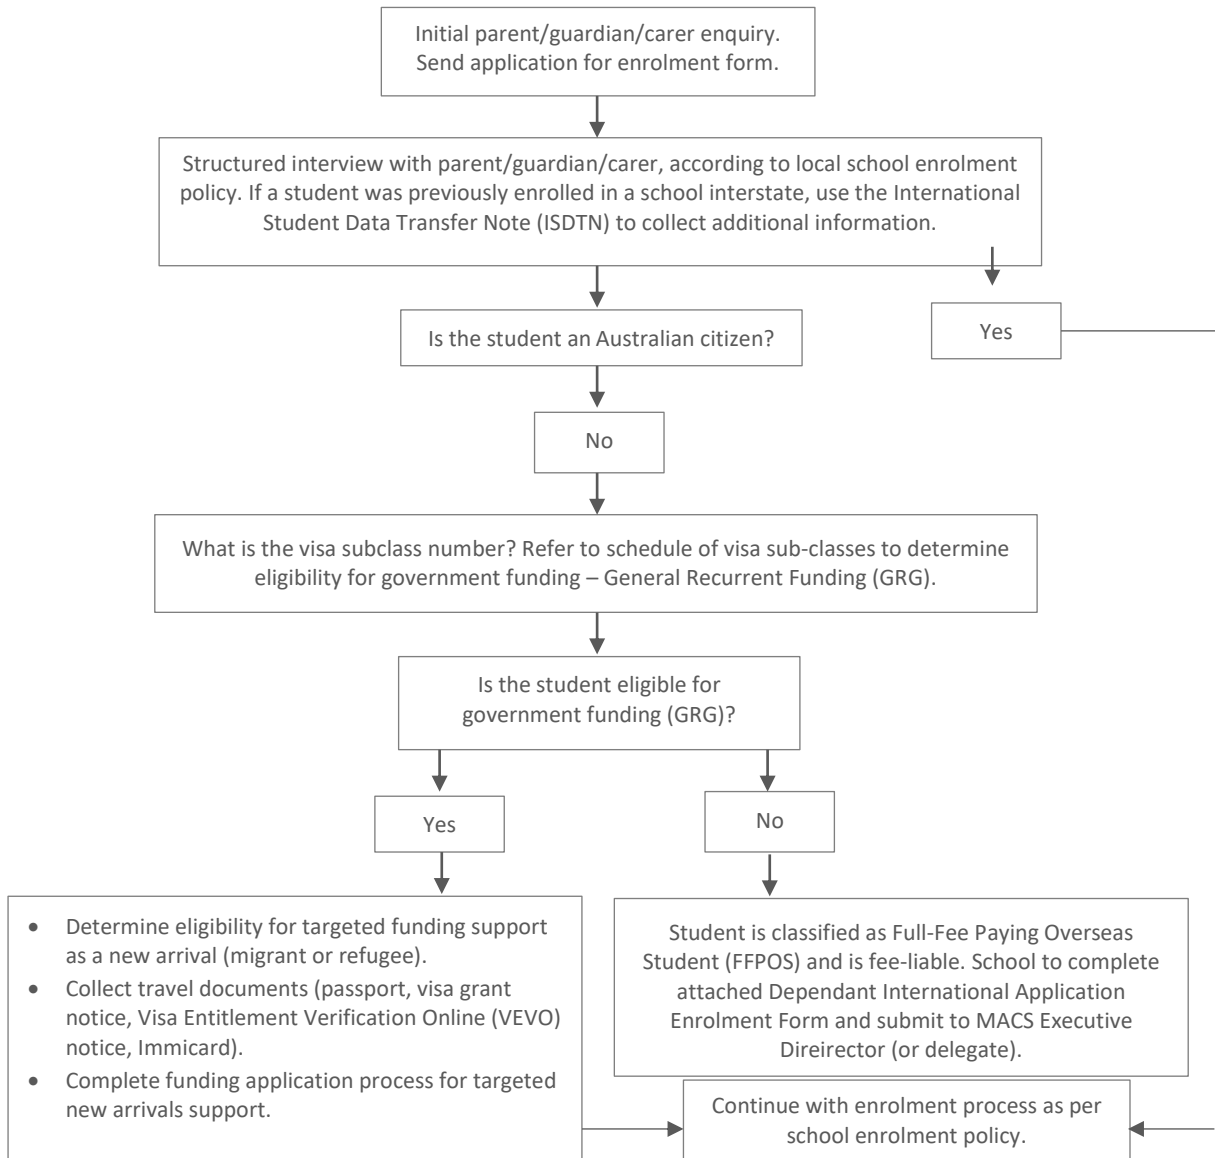 Initial parent/guardian/carer enquiry.
Send application for enrolment form.
Structured interview with parent/guardian/carer, according to local school enrolment
policy. If a student was previously enrolled in a school interstate, use the International
Student Data Transfer Note (ISDTN) to collect additional information.
Is the student an Australian citizen?
Yes
No
What is the visa subclass number? Refer to schedule of visa sub-classes to determine
eligibility for government funding – General Recurrent Funding (GRG).
Is the student eligible for
government funding (GRG)?
Yes
No
• Determine eligibility for targeted funding support
as a new arrival (migrant or refugee).
• Collect travel documents (passport, visa grant
notice, Visa Entitlement Verification Online (VEVO)
notice, Immicard).
• Complete funding application process for targeted
new arrivals support.
Student is classified as Full-Fee Paying Overseas
Student (FFPOS) and is fee-liable. School to complete
attached Dependant International Application
Enrolment Form and submit to MACS Executive
Direirector (or delegate).
Continue with enrolment process as per
school enrolment policy.